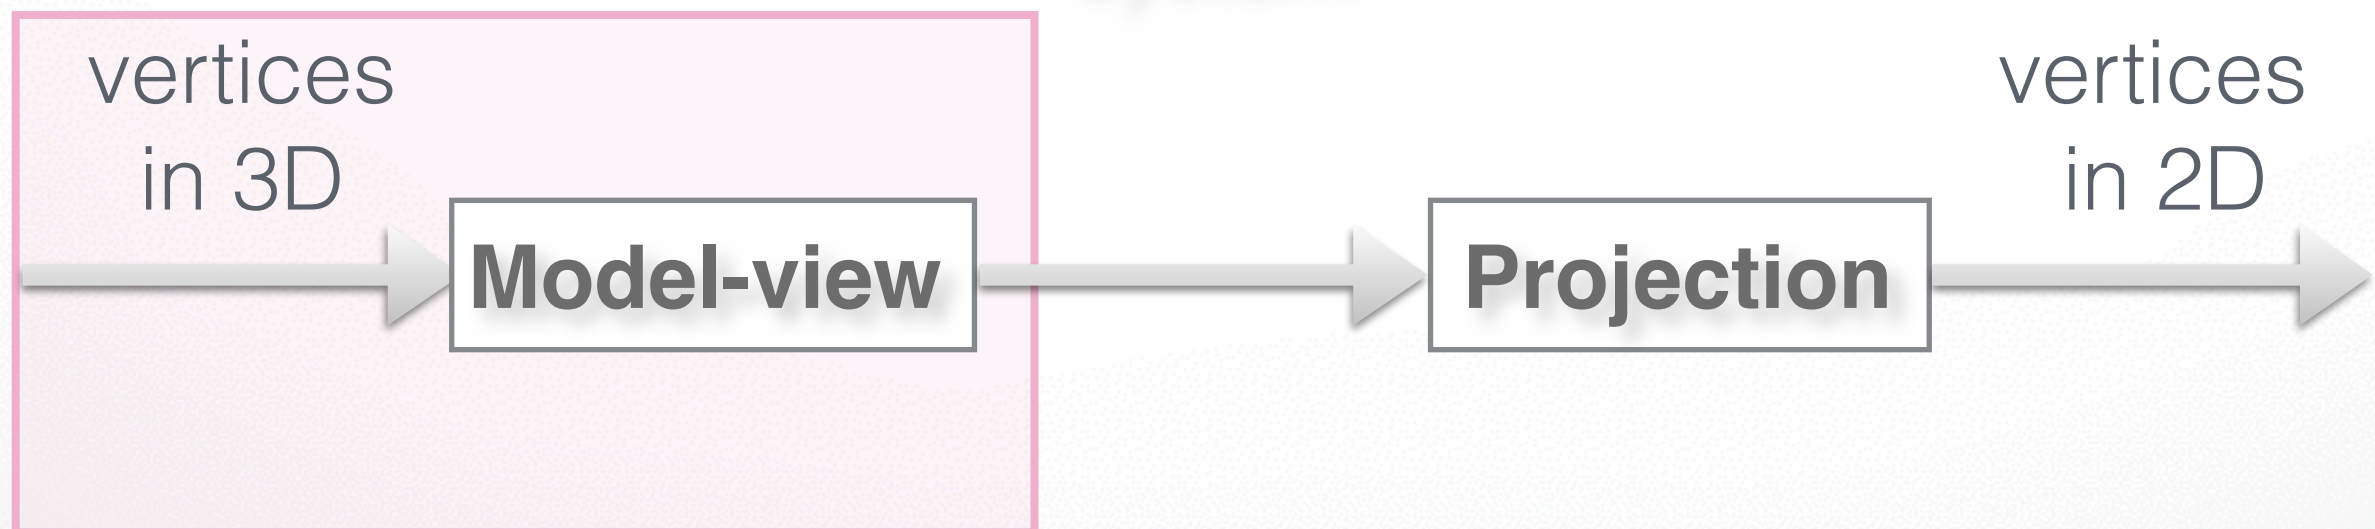 vertices
in 3D
Model-view
Projection
vertices
in 2D